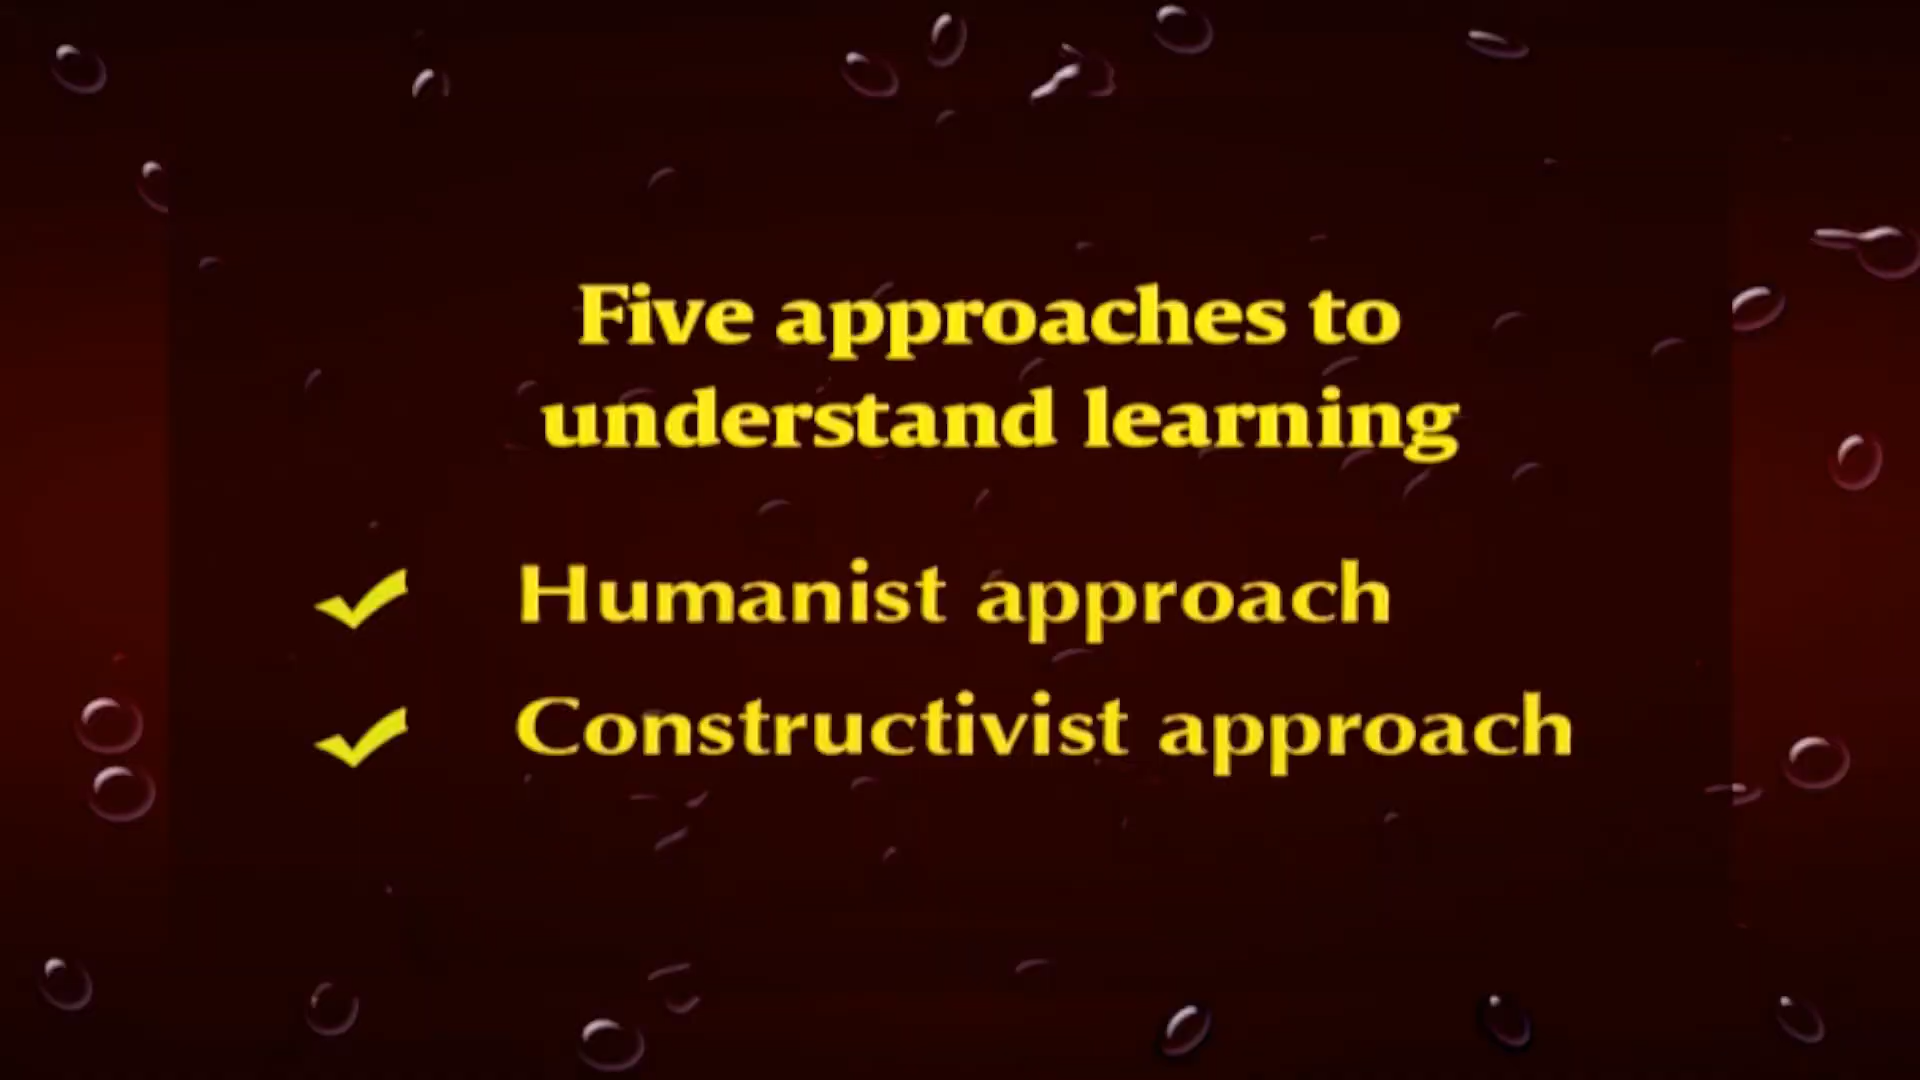 Five approaches to
understand learning
Humanist approach
Constructivist approach